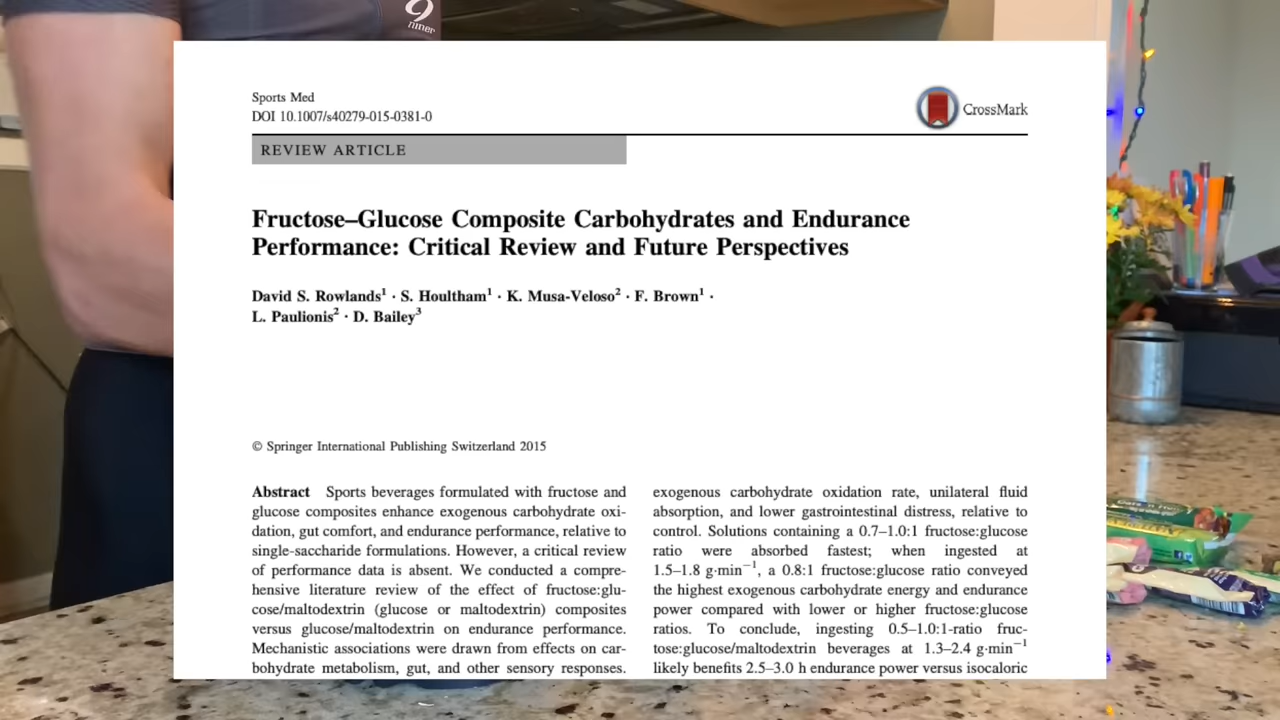 9
niner
Sports Med
DOI 10.1007/s40279-015-0381-0
CrossMark
REVIEW ARTICLE
Fructose–Glucose Composite Carbohydrates and Endurance
Performance: Critical Review and Future Perspectives
David S. Rowlands1 · S. Houltham1 · K. Musa-Veloso2 · F. Brown1 ·
L. Paulionis2 · D. Bailey3
© Springer International Publishing Switzerland 2015
Abstract Sports beverages formulated with fructose and
glucose composites enhance exogenous carbohydrate oxi-
dation, gut comfort, and endurance performance, relative to
single-saccharide formulations. However, a critical review
of performance data is absent. We conducted a compre-
hensive literature review of the effect of fructose:glu-
cose/maltodextrin (glucose or maltodextrin) composites
versus glucose/maltodextrin on endurance performance.
Mechanistic associations were drawn from effects on car-
bohydrate metabolism, gut, and other sensory responses.
exogenous carbohydrate oxidation rate, unilateral fluid
absorption, and lower gastrointestinal distress, relative to
control. Solutions containing a 0.7–1.0:1 fructose:glucose
ratio were absorbed fastest; when ingested at
1.5–1.8 g·min−1, a 0.8:1 fructose:glucose ratio conveyed
the highest exogenous carbohydrate energy and endurance
power compared with lower or higher fructose:glucose
ratios. To conclude, ingesting 0.5–1.0:1-ratio fruc-
tose:glucose/maltodextrin beverages at 1.3–2.4 g·min−1
likely benefits 2.5–3.0 h endurance power versus isocaloric